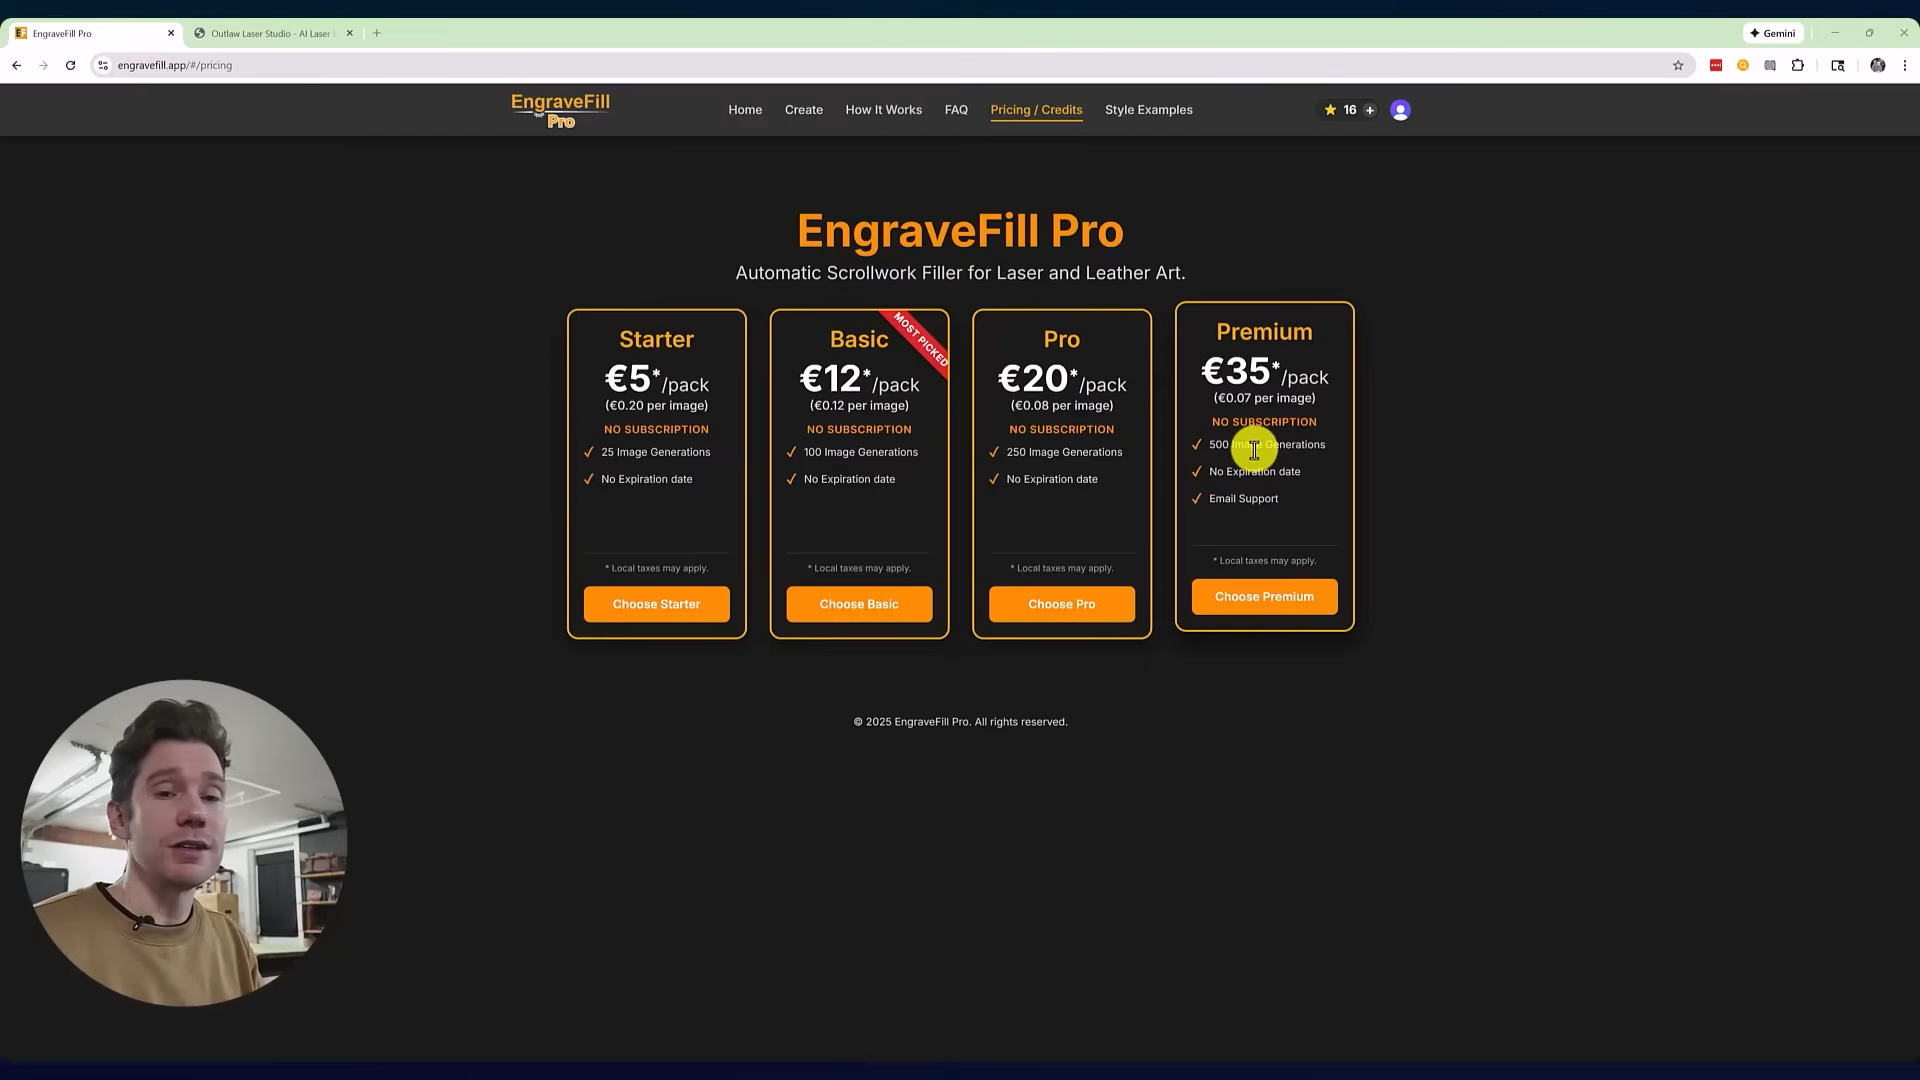 EngraveFill Pro
Outlaw Laser Studio - AI Laser
Gemini
engravefill.app/#/pricing
EngraveFill
Pro
Home
Create
How It Works
FAQ
Pricing / Credits
Style Examples
16
EngraveFill Pro
Automatic Scrollwork Filler for Laser and Leather Art.
Starter
€5*/pack
(€0.20 per image)
NO SUBSCRIPTION
✓ 25 Image Generations
✓ No Expiration date
* Local taxes may apply.
Choose Starter
MOST PICKED
Basic
€12*/pack
(€0.12 per image)
NO SUBSCRIPTION
✓ 100 Image Generations
✓ No Expiration date
* Local taxes may apply.
Choose Basic
Pro
€20*/pack
(€0.08 per image)
NO SUBSCRIPTION
✓ 250 Image Generations
✓ No Expiration date
* Local taxes may apply.
Choose Pro
Premium
€35*/pack
(€0.07 per image)
NO SUBSCRIPTION
✓ 500 Image Generations
✓ No Expiration date
✓ Email Support
* Local taxes may apply.
Choose Premium
© 2025 EngraveFill Pro. All rights reserved.